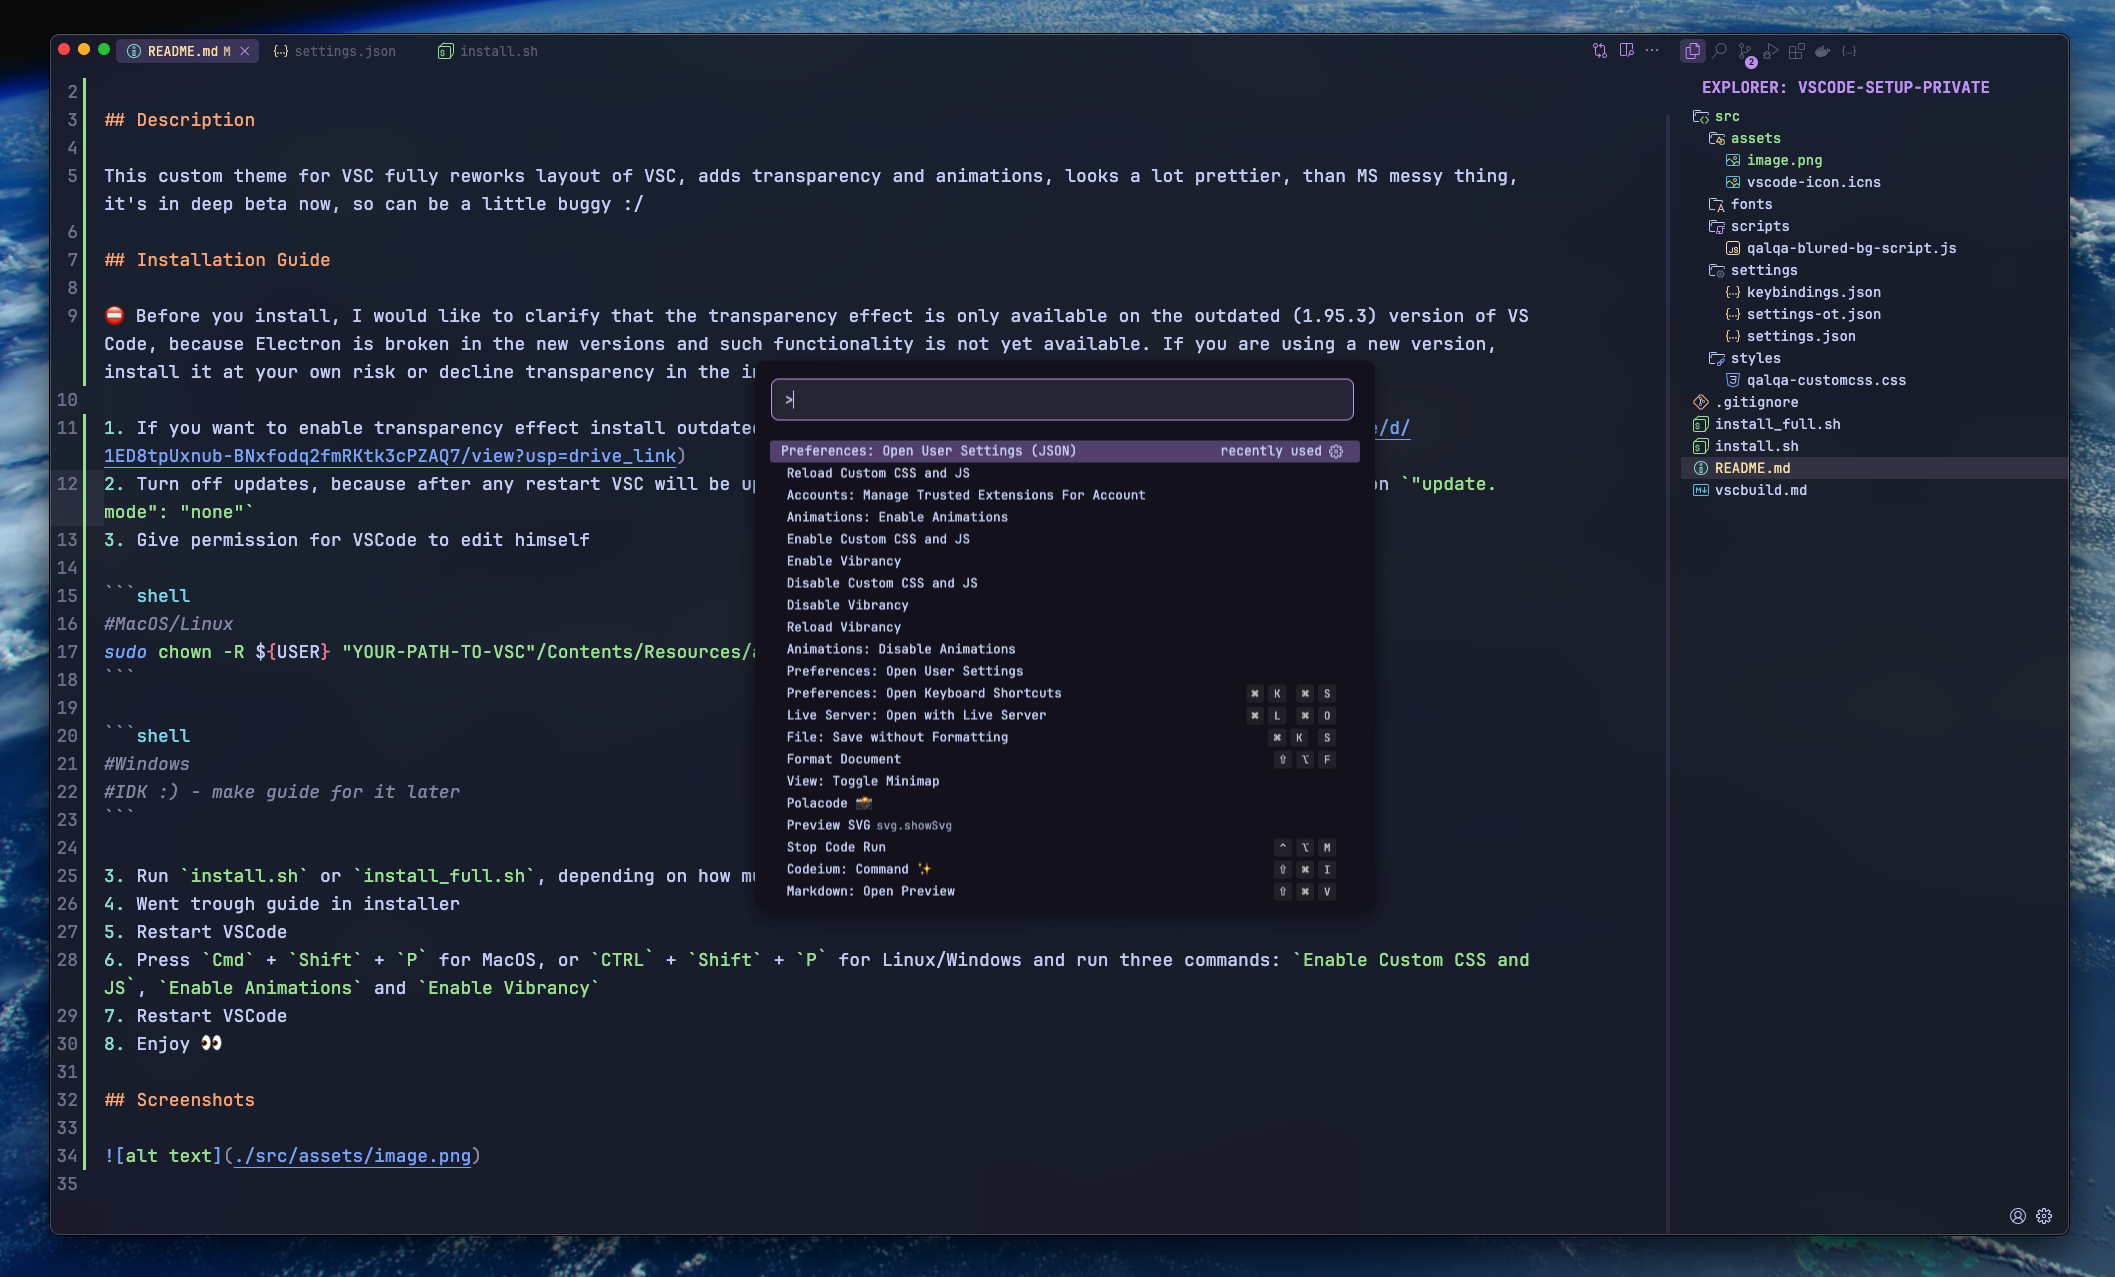 README.md M
settings.json
install.sh
2
EXPLORER: VSCODE-SETUP-PRIVATE
2
3 ## Description
4
5 This custom theme for VSC fully reworks layout of VSC, adds transparency and animations, looks a lot prettier, than MS messy thing,
it's in deep beta now, so can be a little buggy :/
6
7 ## Installation Guide
8
9 ⛔ Before you install, I would like to clarify that the transparency effect is only available on the outdated (1.95.3) version of VS
Code, because Electron is broken in the new versions and such functionality is not yet available. If you are using a new version,
install it at your own risk or decline transparency in the
10
11 1. If you want to enable transparency effect install outdated
/d/
1ED8tpUxnub-BNxfodq2fmRKtk3cPZAQ7/view?usp=drive_link)
12 2. Turn off updates, because after any restart VSC will be
`"update.
mode": "none"`
13 3. Give permission for VSCode to edit himself
14
15 ```shell
16 #MacOS/Linux
17 sudo chown -R ${USER} "YOUR-PATH-TO-VSC"/Contents/Resources/
18 ```
19
20 ```shell
21 #Windows
22 #IDK :) - make guide for it later
23 ```
24
25 3. Run `install.sh` or `install_full.sh`, depending on how
26 4. Went trough guide in installer
27 5. Restart VSCode
28 6. Press `Cmd` + `Shift` + `P` for MacOS, or `CTRL` + `Shift` + `P` for Linux/Windows and run three commands: `Enable Custom CSS and
JS`, `Enable Animations` and `Enable Vibrancy`
29 7. Restart VSCode
30 8. Enjoy 👀
31
32 ## Screenshots
33
34 ![alt text](./src/assets/image.png)
35
>
Preferences: Open User Settings (JSON) recently used
Reload Custom CSS and JS
Accounts: Manage Trusted Extensions For Account
Animations: Enable Animations
Enable Custom CSS and JS
Enable Vibrancy
Disable Custom CSS and JS
Disable Vibrancy
Reload Vibrancy
Animations: Disable Animations
Preferences: Open User Settings
Preferences: Open Keyboard Shortcuts ⌘ K ⌘ S
Live Server: Open with Live Server ⌘ L ⌘ O
File: Save without Formatting ⌘ K S
Format Document ⇧ ⌥ F
View: Toggle Minimap
Polacode 📸
Preview SVG svg.showSvg
Stop Code Run ^ ⌥ M
Codeium: Command ✨ ⇧ ⌘ I
Markdown: Open Preview ⇧ ⌘ V
src
assets
image.png
vscode-icon.icns
fonts
scripts
qalqa-blured-bg-script.js
settings
keybindings.json
settings-ot.json
settings.json
styles
qalqa-customcss.css
.gitignore
install_full.sh
install.sh
README.md
vscbuild.md